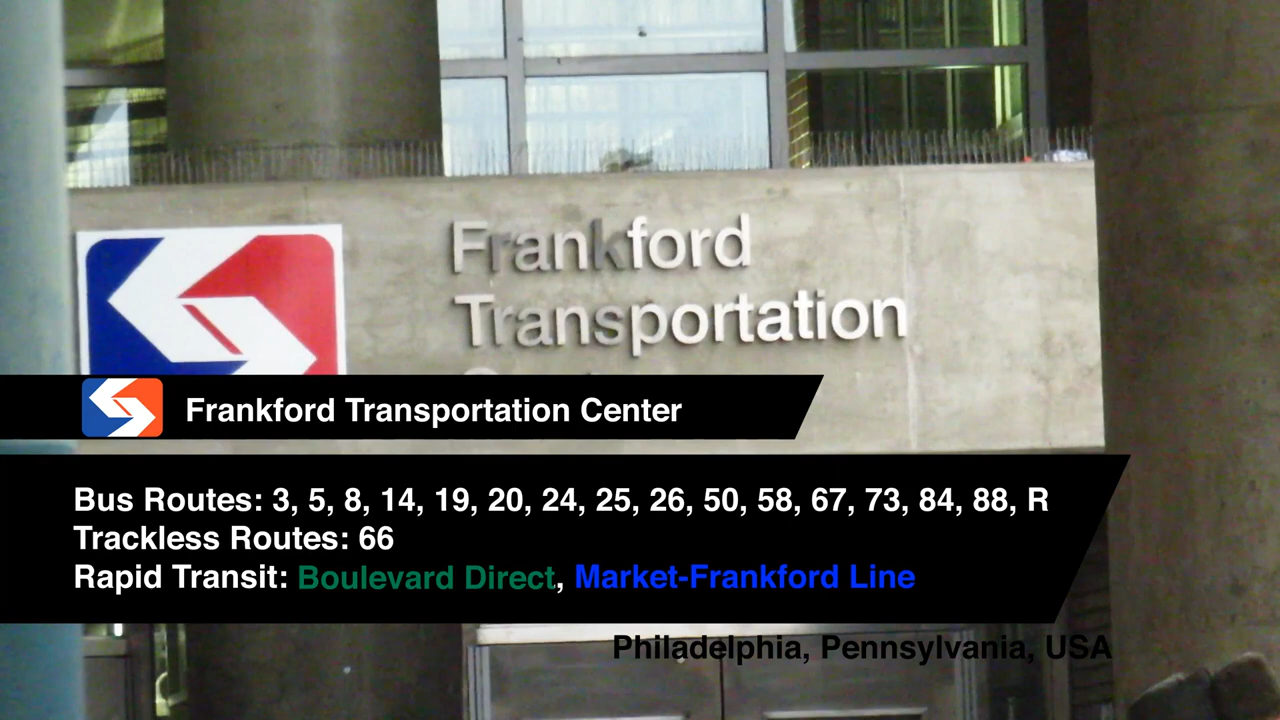 Frankford
Transportation
Frankford Transportation Center
Bus Routes: 3, 5, 8, 14, 19, 20, 24, 25, 26, 50, 58, 67, 73, 84, 88, R
Trackless Routes: 66
Rapid Transit: Boulevard Direct, Market-Frankford Line
Philadelphia, Pennsylvania, USA